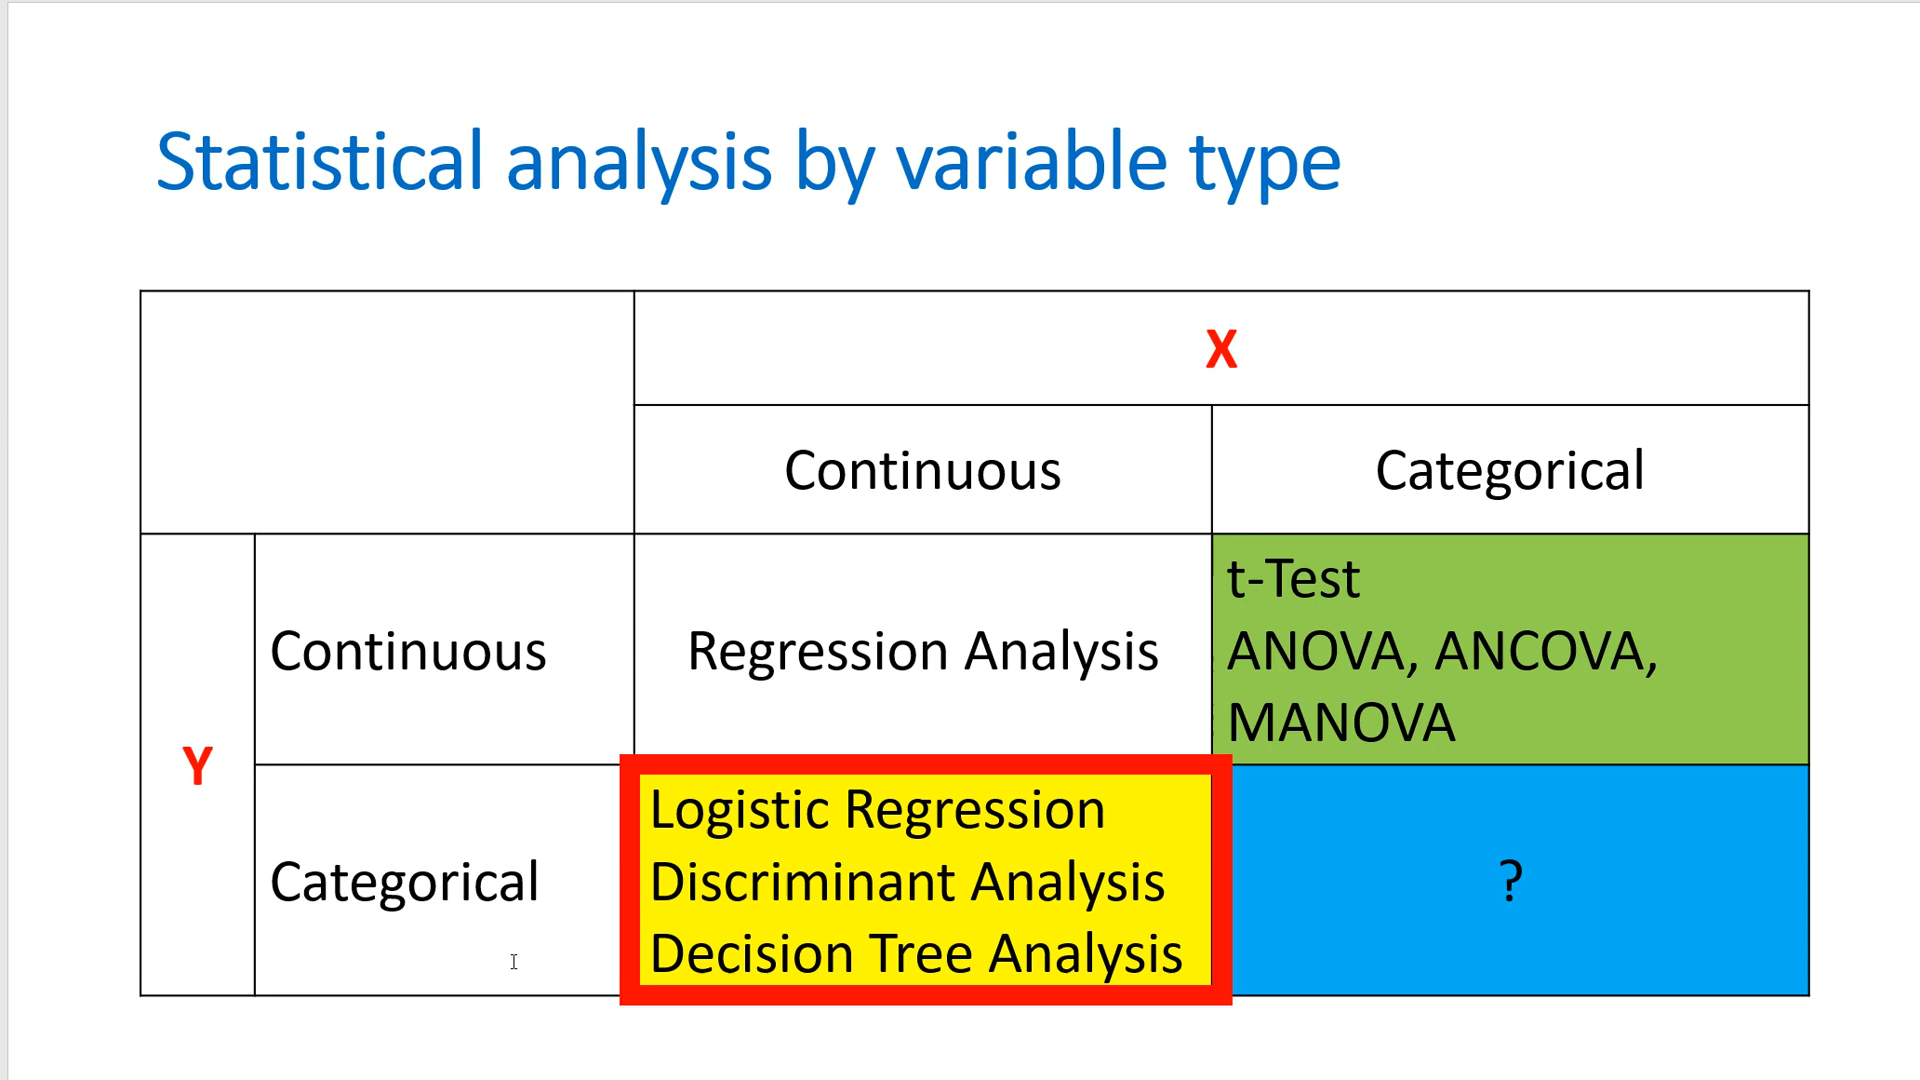 Statistical analysis by variable type
X
Continuous
Categorical
Y
Continuous
Regression Analysis
t-Test
ANOVA, ANCOVA,
MANOVA
Categorical
Logistic Regression
Discriminant Analysis
Decision Tree Analysis
?